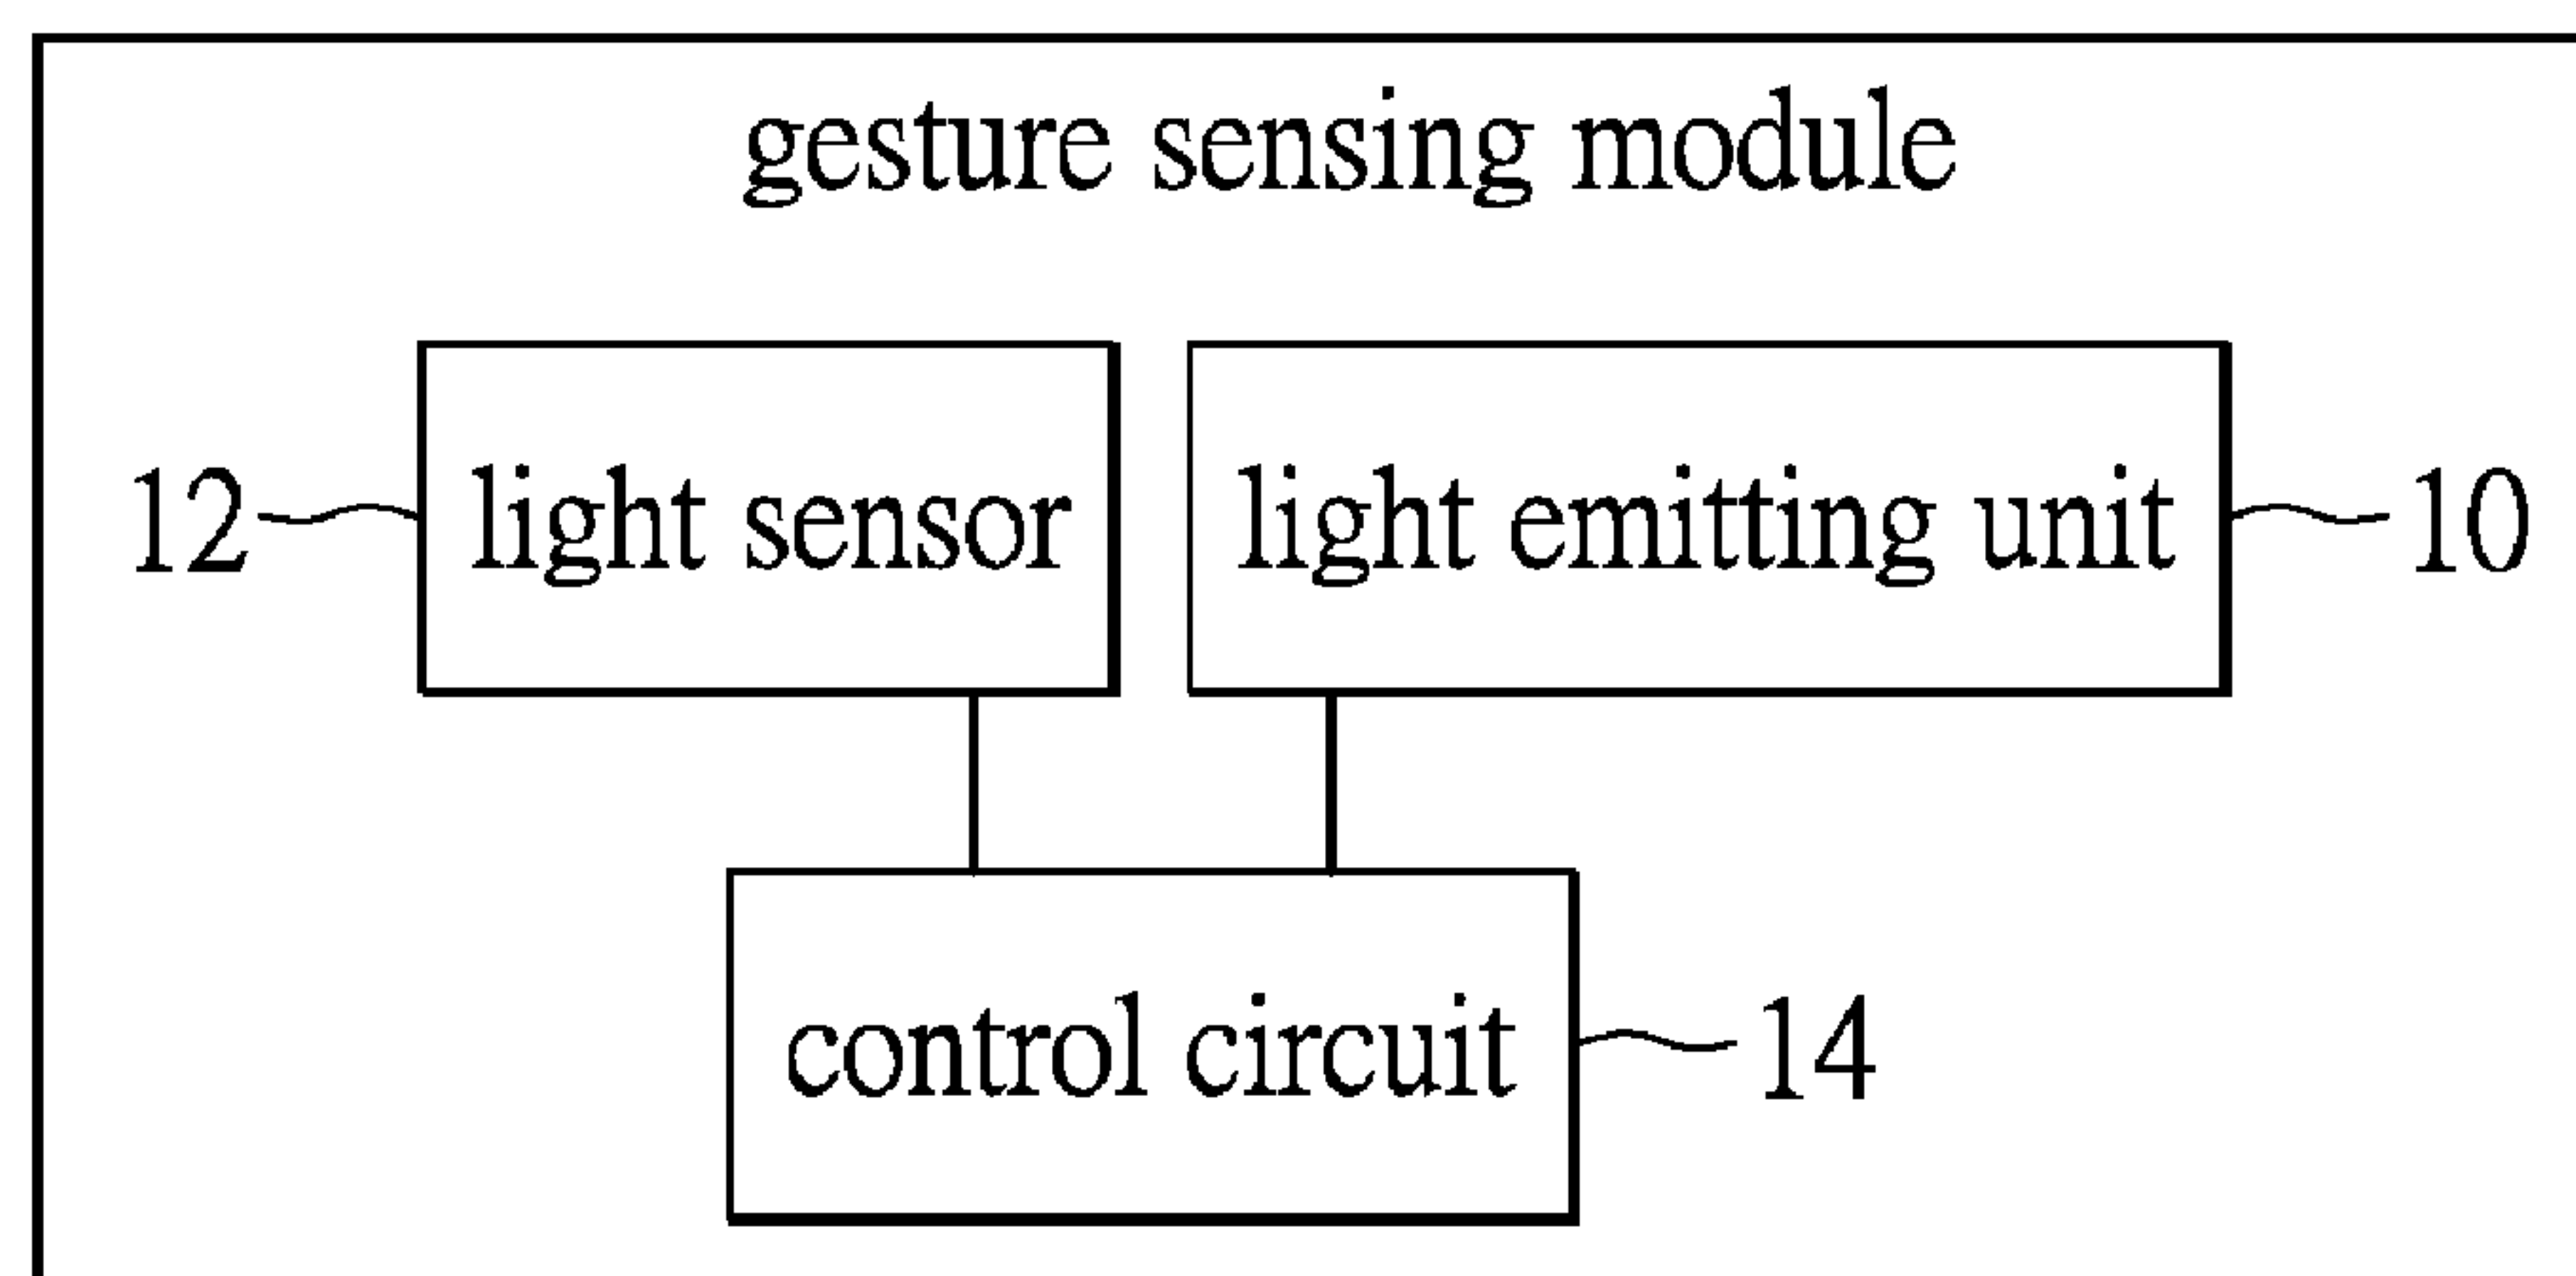 gesture sensing module
12 light sensor light emitting unit 10
control circuit 14